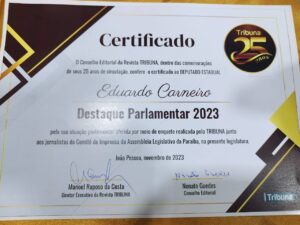 Certificado
Tribuna
25
anos
O Conselho Editorial da Revista TRIBUNA, dentro das comemorações
de seus 25 anos de circulação, confere o certificado ao DEPUTADO ESTADUAL
Eduardo Carneiro
Destaque Parlamentar 2023
pela sua atuação parlamentar aferida por meio de enquete realizada pela TRIBUNA junto
aos jornalistas do Comitê de Imprensa da Assembleia Legislativa da Paraíba, na presente legislatura.
João Pessoa, novembro de 2023
Manoel Raposo da Costa
Diretor Executivo da Revista TRIBUNA
Nonato Guedes
Conselho Editorial
Tribuna